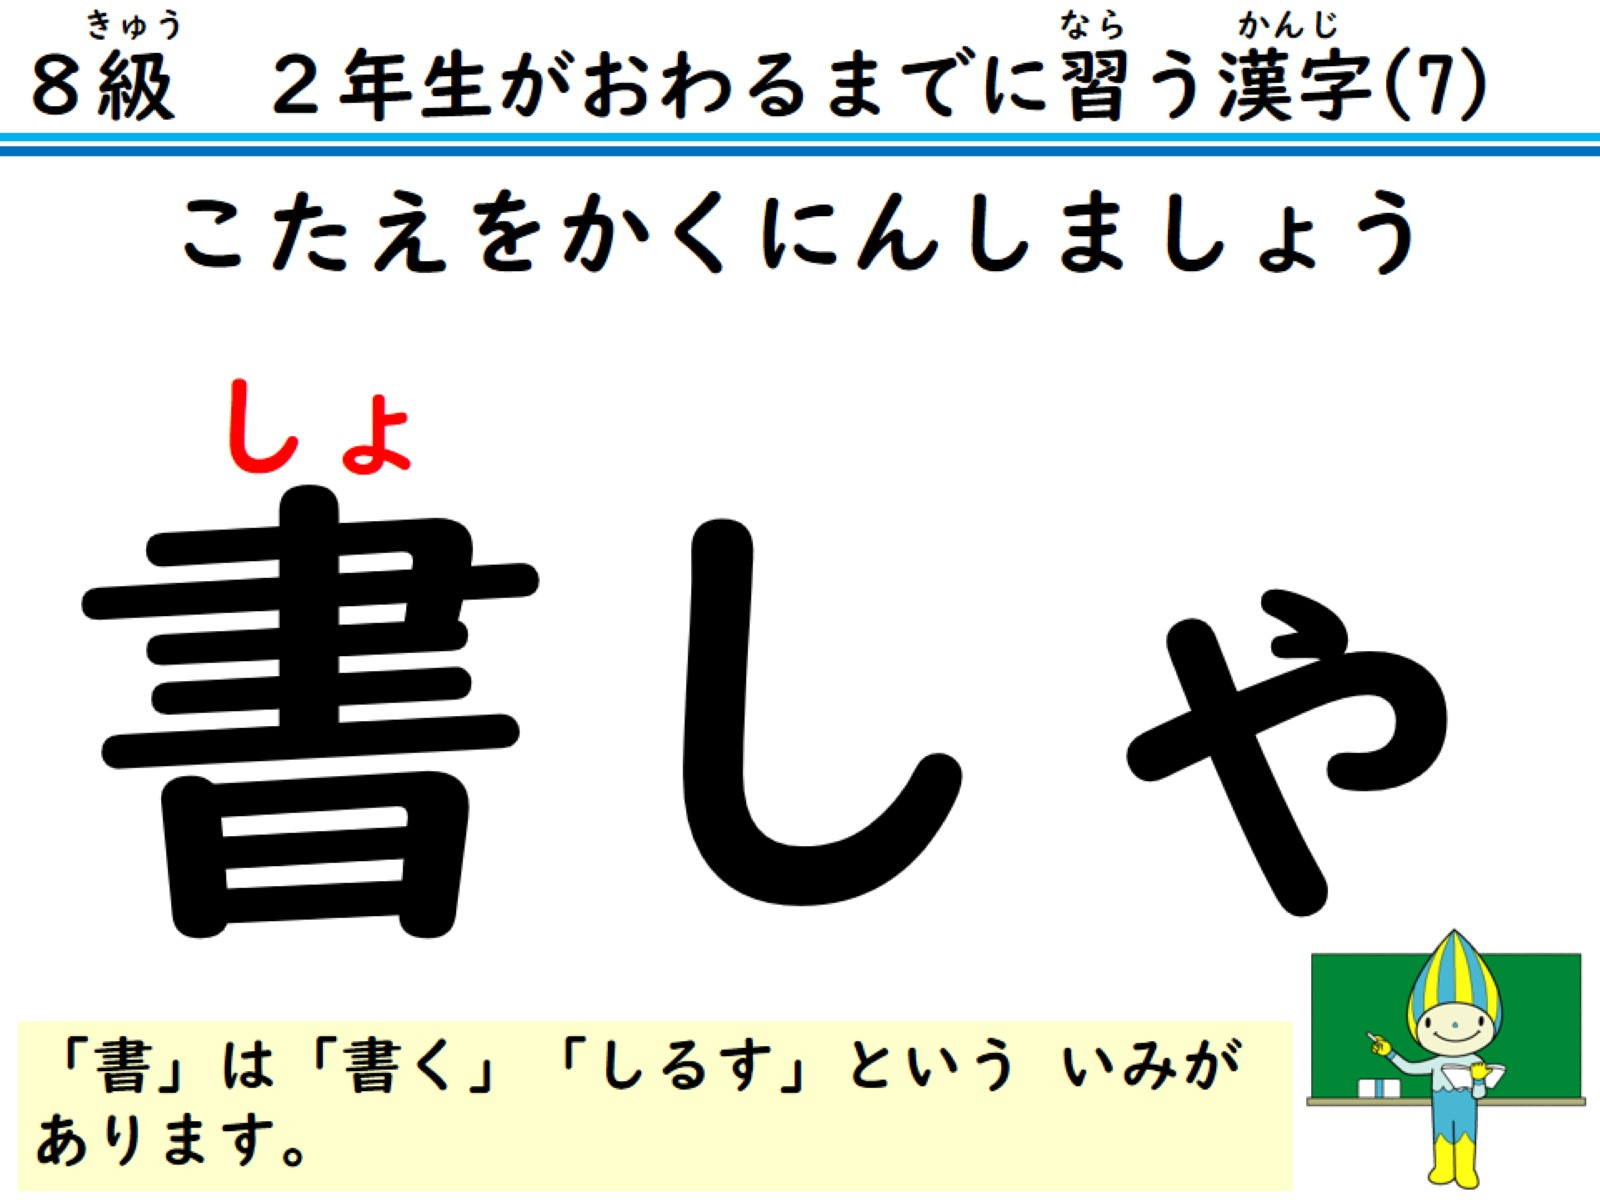 きゅう なら かんじ
８級　２年生がおわるまでに習う漢字(7)
こたえをかくにんしましょう
しょ
書しゃ
「書」は「書く」「しるす」という いみが
あります。